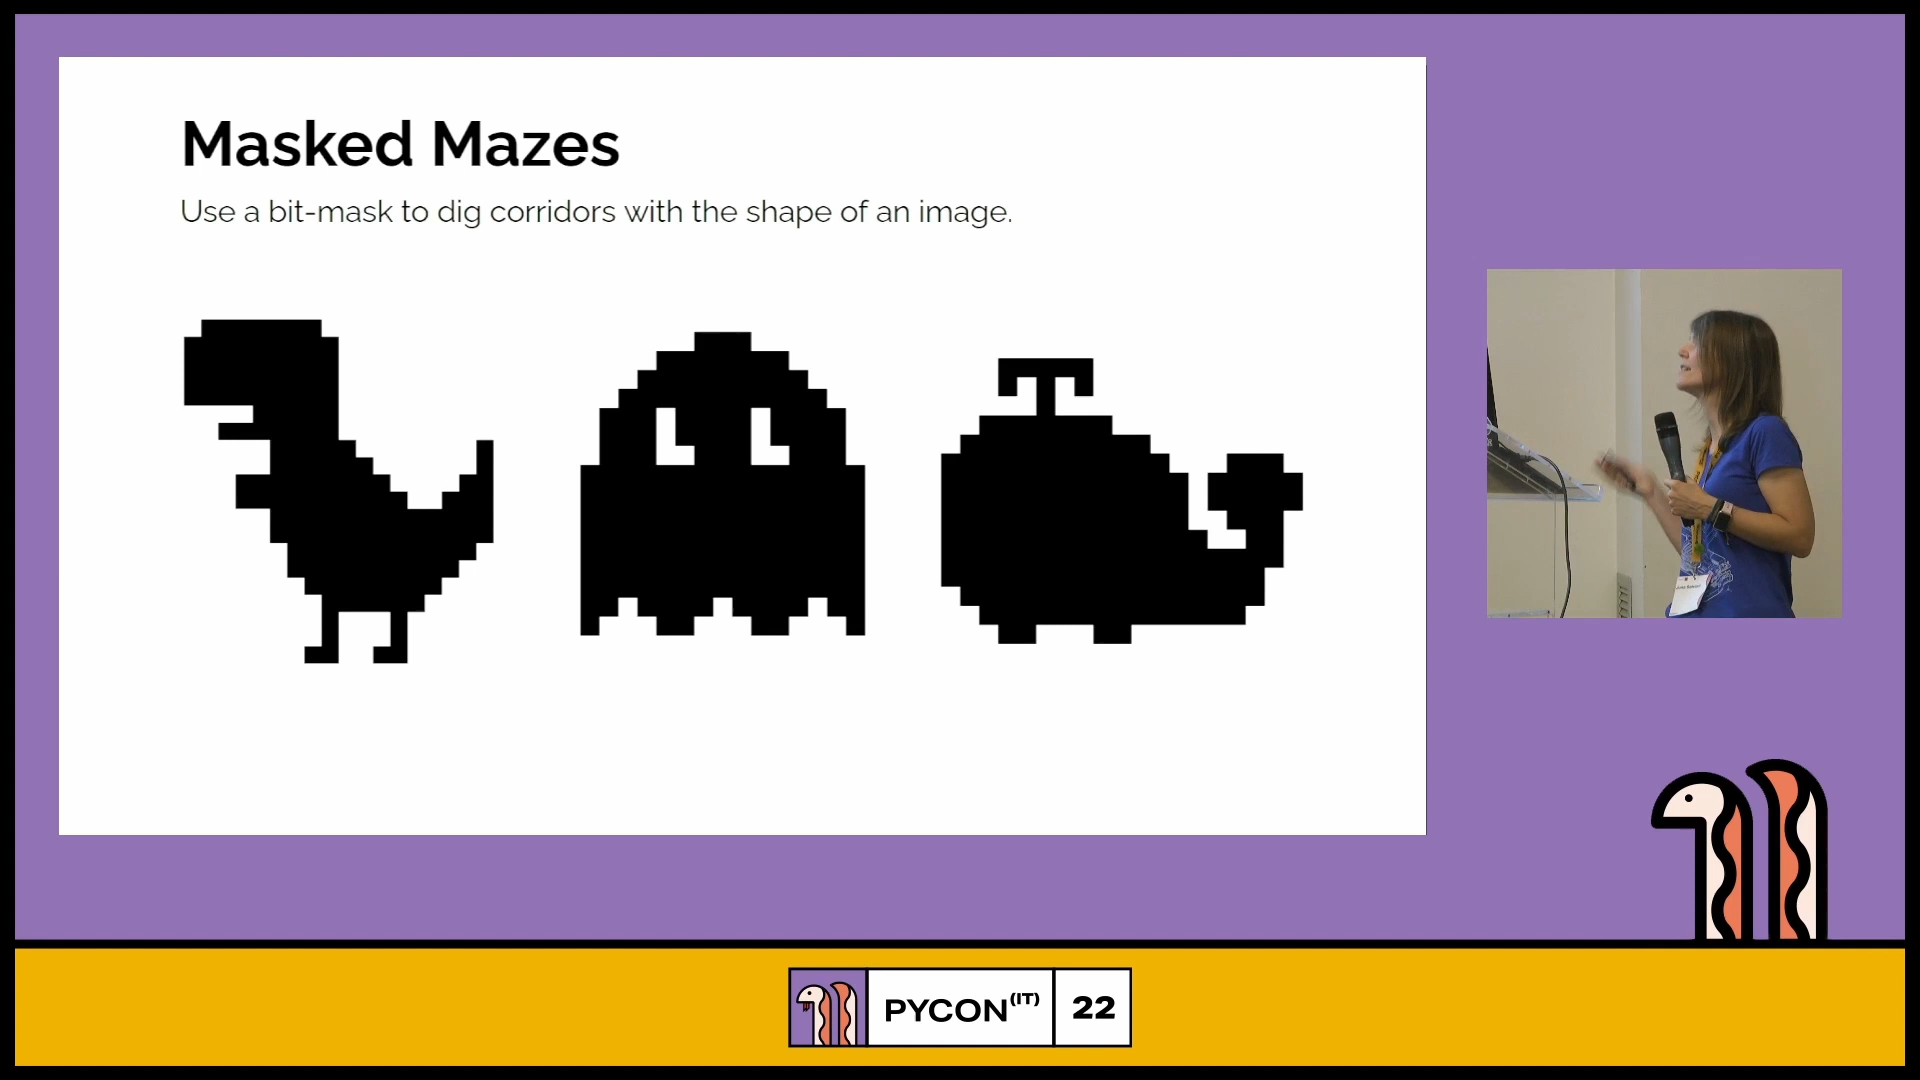 Masked Mazes
Use a bit-mask to dig corridors with the shape of an image.
PYCON(IT) 22